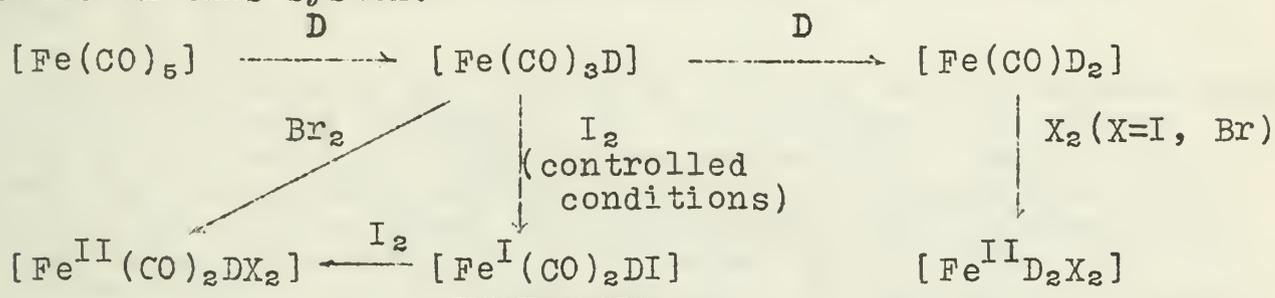 D D
[Fe(CO)₅] [Fe(CO)₃D] [Fe(CO)D₂]
Br₂ I₂ X₂(X=I, Br)
(controlled
conditions)
I₂
[Feᴵᴵ(CO)₂DX₂] [Feᴵ(CO)₂DI] [FeᴵᴵD₂X₂]